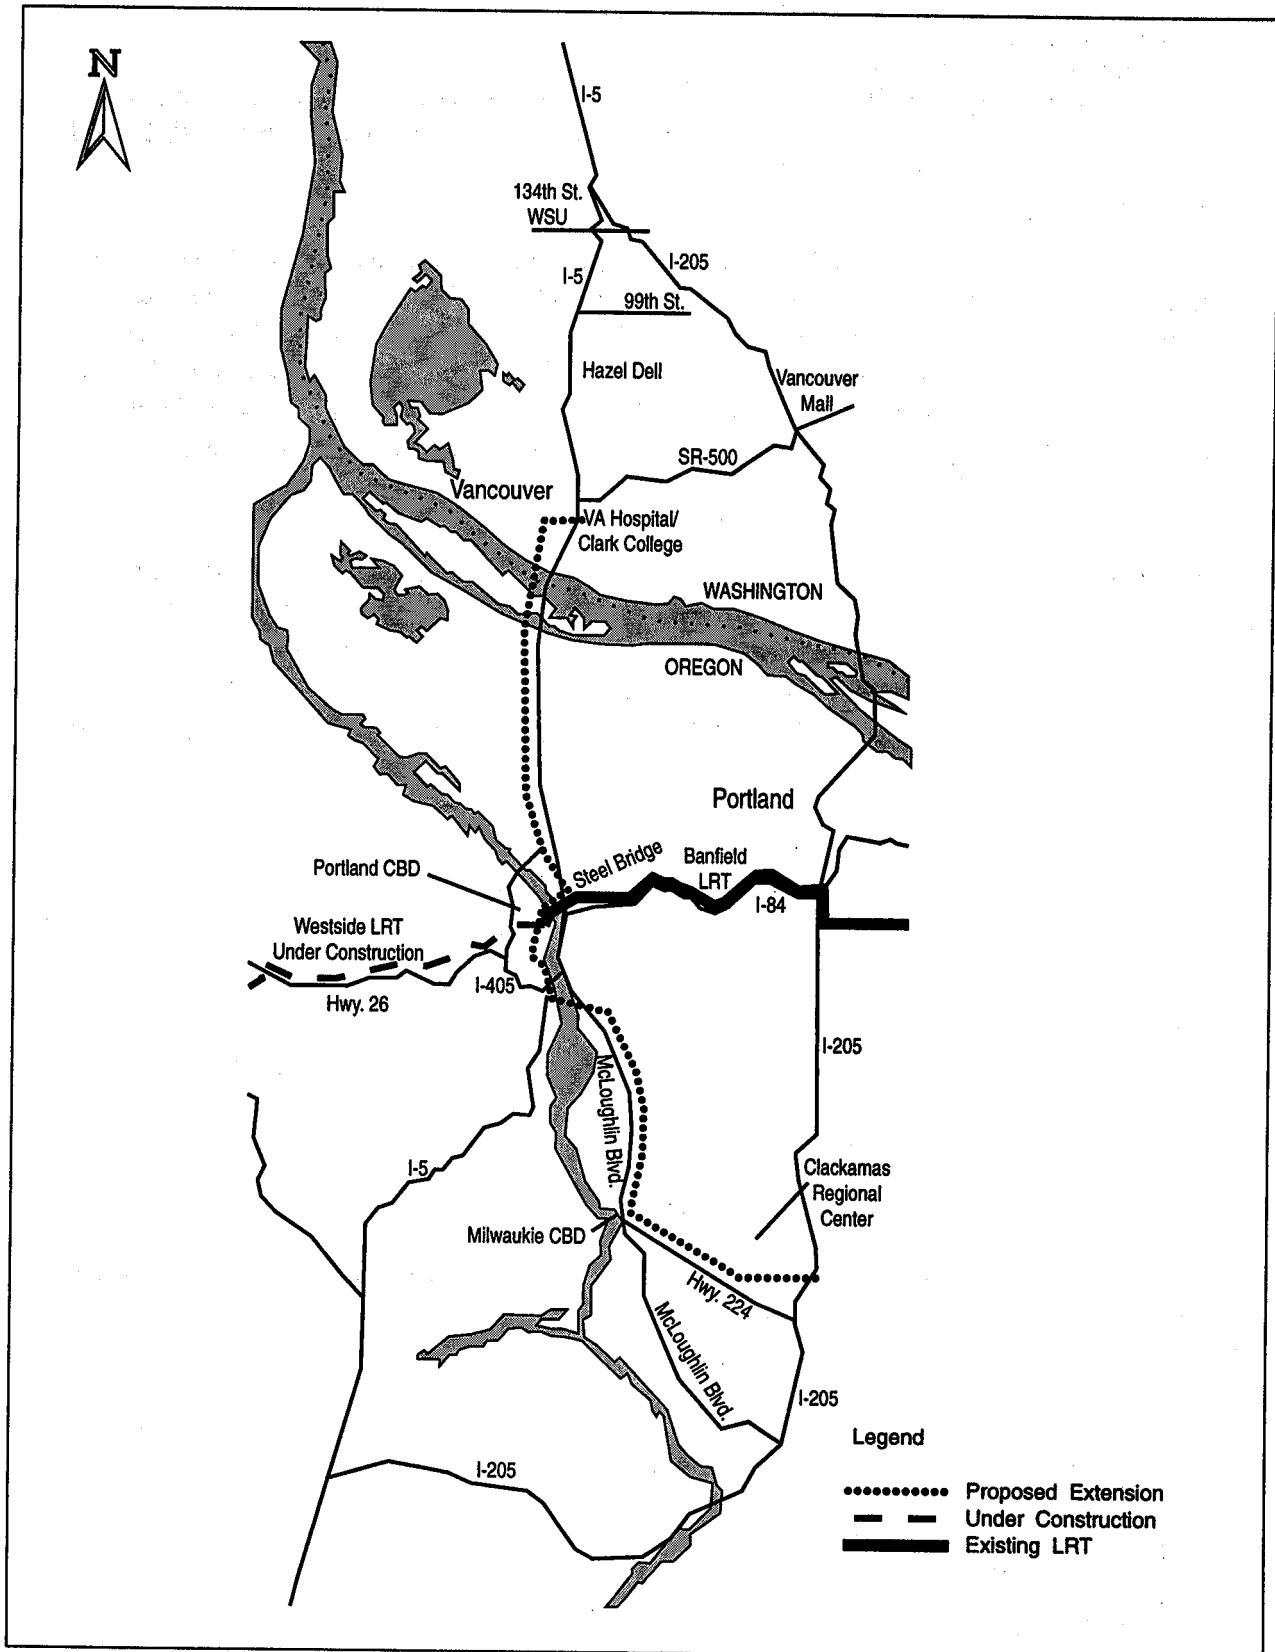 N
I-5
134th St.
WSU
I-205
I-5
99th St.
Hazel Dell
Vancouver
Mall
SR-500
Vancouver
VA Hospital/
Clark College
WASHINGTON
OREGON
Portland
Portland CBD
Steel Bridge
Banfield
LRT
I-84
Westside LRT
Under Construction
I-405
Hwy. 26
I-205
McLoughlin Blvd.
I-5
Clackamas
Regional
Center
Milwaukie CBD
Hwy. 224
McLoughlin Blvd.
I-205
Legend
I-205
Proposed Extension
Under Construction
Existing LRT